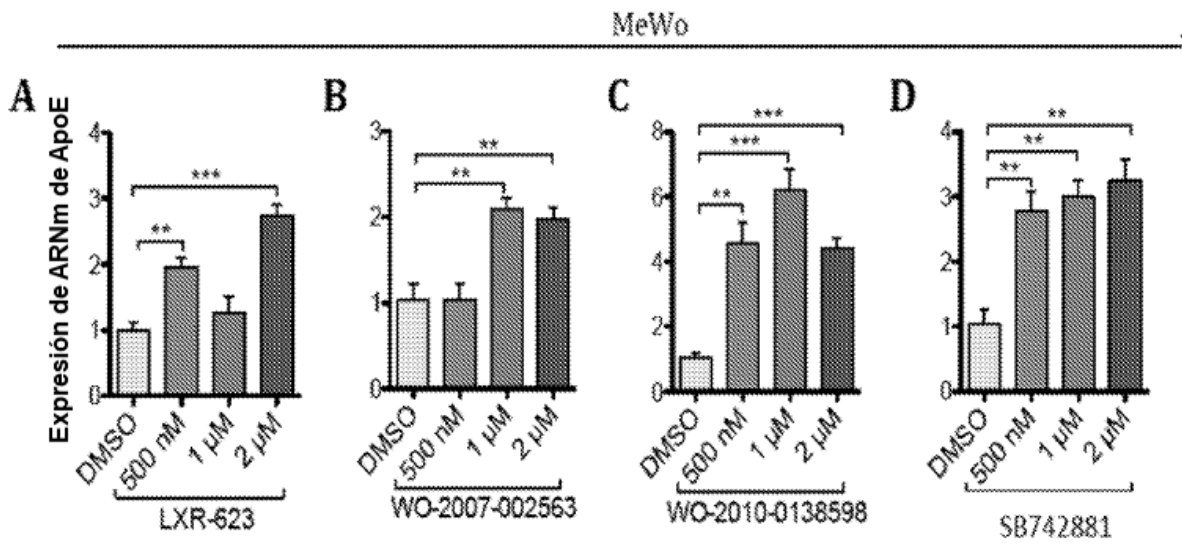 MeWo
A
B
C
D
Expresión de ARNm de ApoE
4
3
2
1
0
***
**
DMSO
500 nM
1 µM
2 µM
LXR-623
3
2
1
0
**
**
DMSO
500 nM
1 µM
2 µM
WO-2007-002563
8
6
4
2
0
***
***
**
DMSO
500 nM
1 µM
2 µM
WO-2010-0138598
4
3
2
1
0
**
**
**
DMSO
500 nM
1 µM
2 µM
SB742881